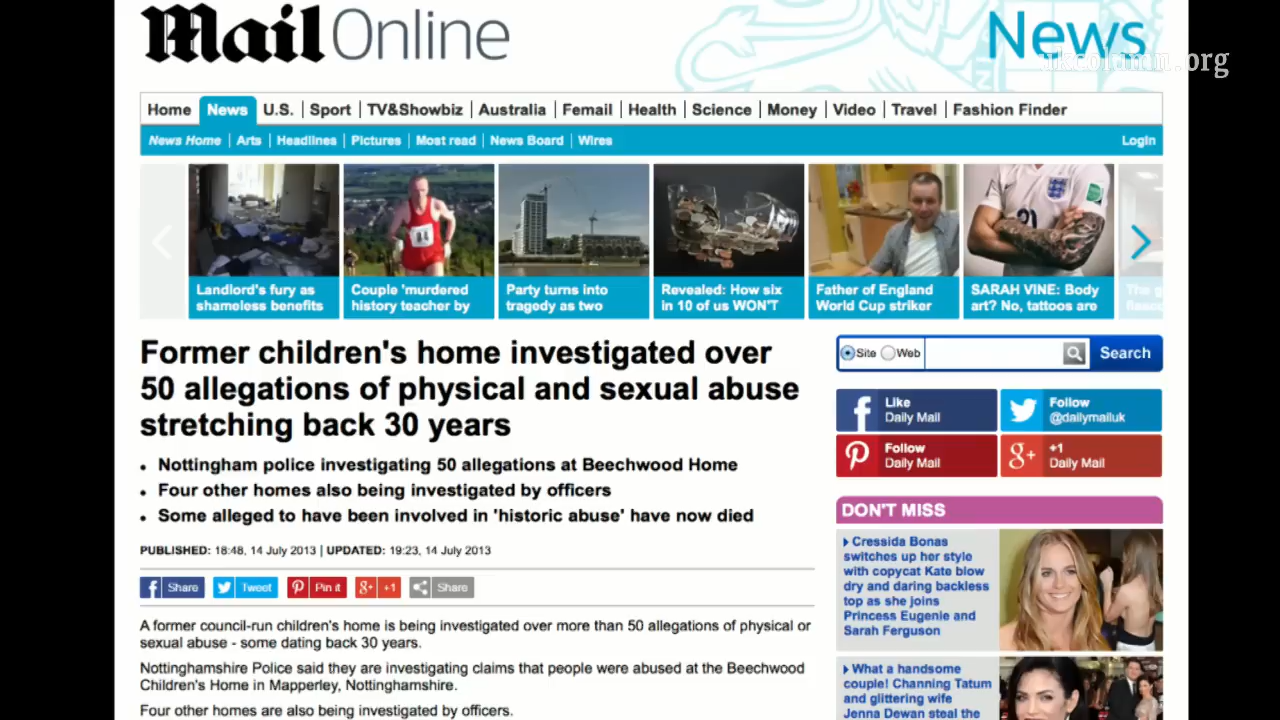 Mail Online
News
ukcolumn.org
Home News U.S. Sport TV&Showbiz Australia Femail Health Science Money Video Travel Fashion Finder
News Home Arts Headlines Pictures Most read News Board Wires Login
Landlord's fury as
shameless benefits
Couple 'murdered
history teacher by
Party turns into
tragedy as two
Revealed: How six
in 10 of us WON'T
Father of England
World Cup striker
SARAH VINE: Body
art? No, tattoos are
Former children's home investigated over
50 allegations of physical and sexual abuse
stretching back 30 years
• Nottingham police investigating 50 allegations at Beechwood Home
• Four other homes also being investigated by officers
• Some alleged to have been involved in 'historic abuse' have now died
PUBLISHED: 18:48, 14 July 2013 | UPDATED: 19:23, 14 July 2013
Share Tweet Pin it +1 Share
A former council-run children's home is being investigated over more than 50 allegations of physical or
sexual abuse - some dating back 30 years.
Nottinghamshire Police said they are investigating claims that people were abused at the Beechwood
Children's Home in Mapperley, Nottinghamshire.
Four other homes are also being investigated by officers.
Site Web Search
Like
Daily Mail
Follow
@dailymailuk
Follow
Daily Mail
+1
Daily Mail
DON'T MISS
Cressida Bonas
switches up her style
with copycat Kate blow
dry and daring backless
top as she joins
Princess Eugenie and
Sarah Ferguson
What a handsome
couple! Channing Tatum
and glittering wife
Jenna Dewan steal the